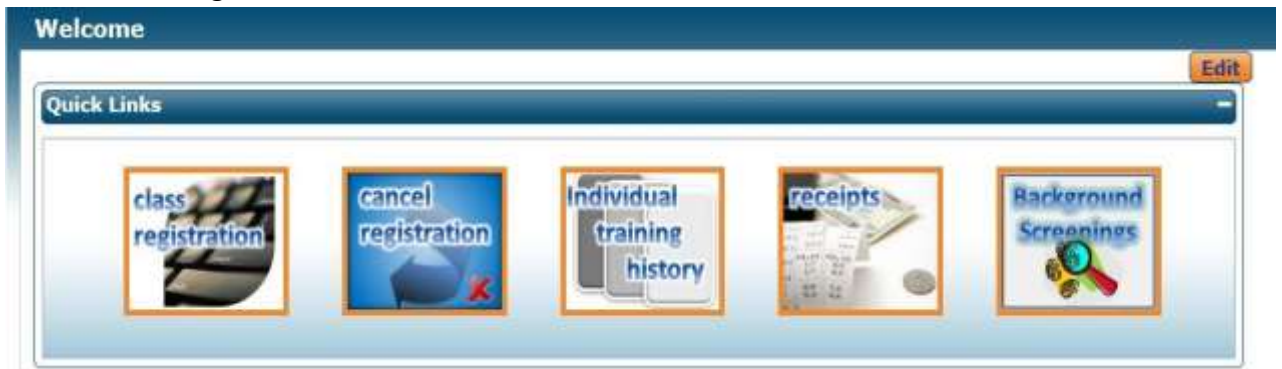 Welcome
Edit
Quick Links
class
registration
cancel
registration
Individual
training
history
receipts
Background
Screenings